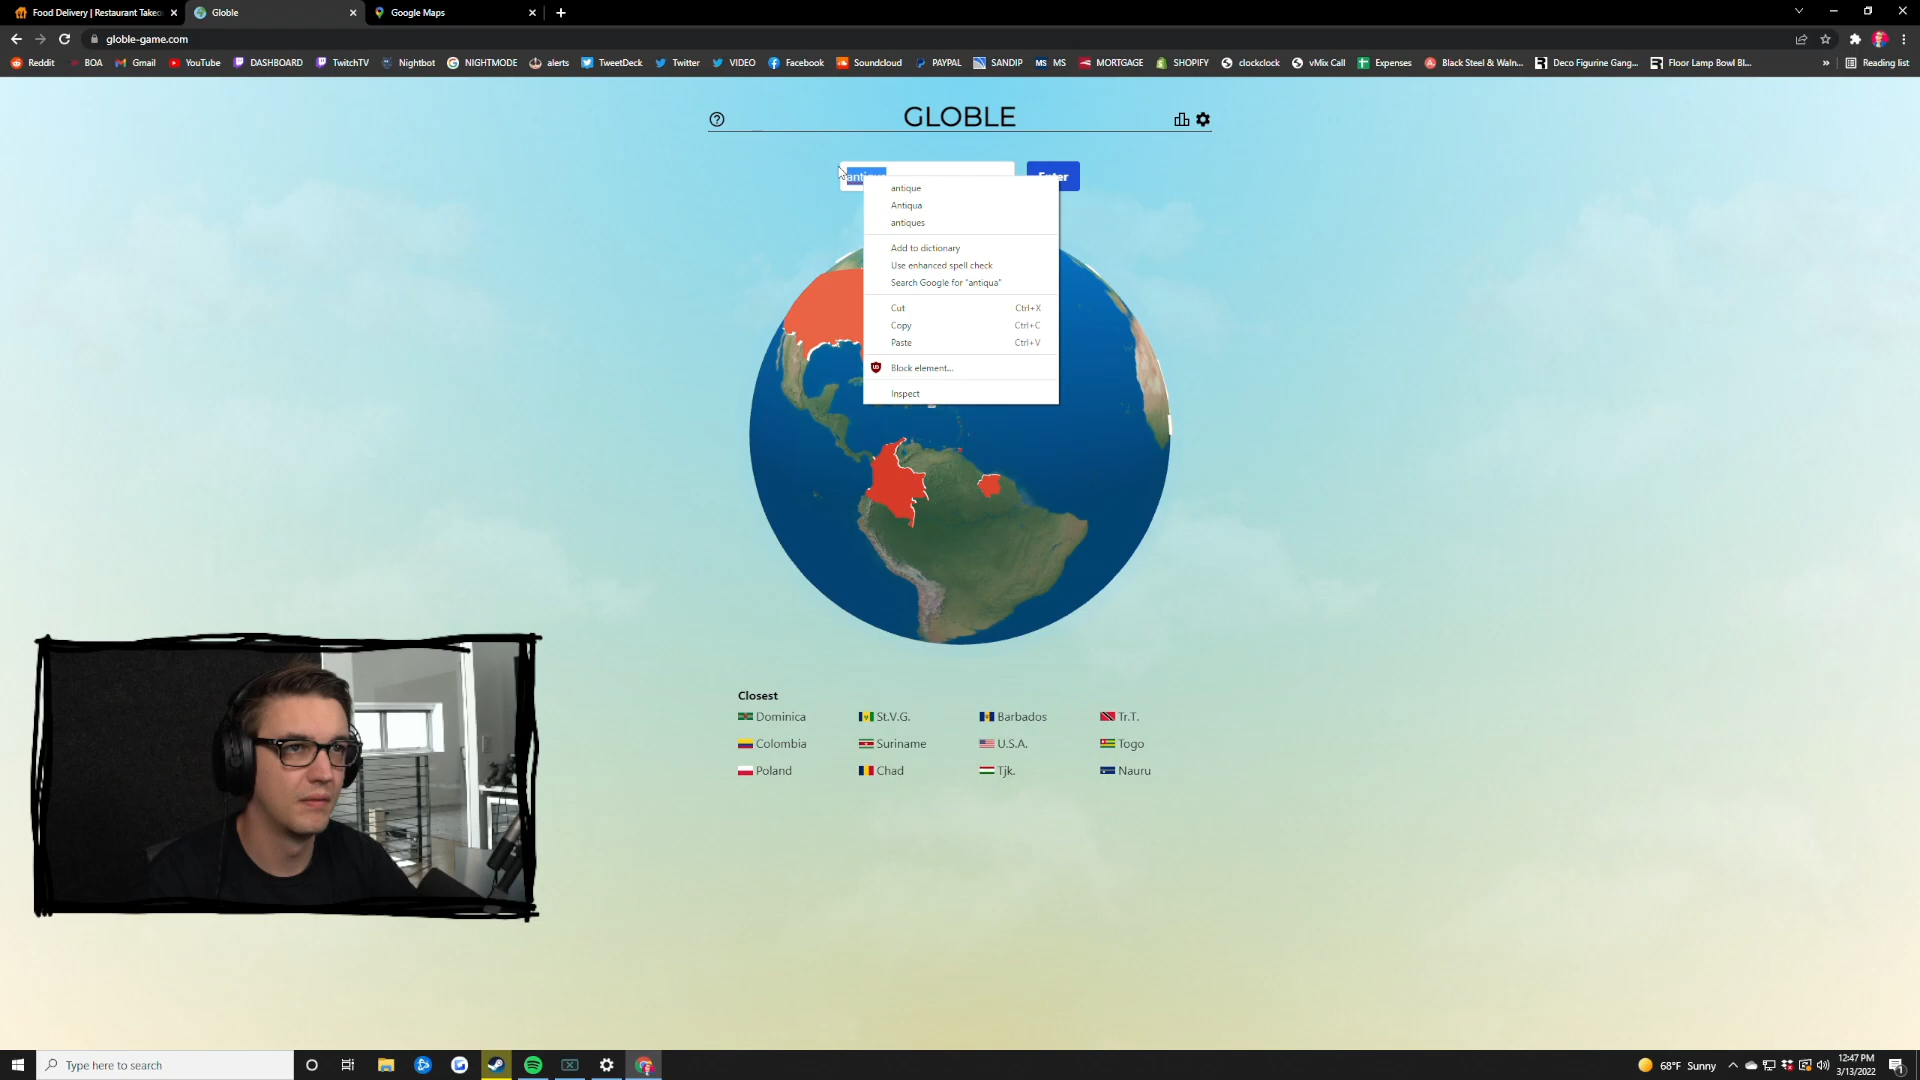 Food Delivery | Restaurant Takeo
Globle
Google Maps
globle-game.com
Reddit BOA Gmail YouTube DASHBOARD TwitchTV Nightbot NIGHTMODE alerts TweetDeck Twitter VIDEO Facebook Soundcloud PAYPAL SANDIP MS MS MORTGAGE SHOPIFY clockclock vMix Call Expenses Black Steel & Waln... Deco Figurine Gang... Floor Lamp Bowl Bl... » Reading list
GLOBLE
antiqua
Enter
antique
Antiqua
antiques
Add to dictionary
Use enhanced spell check
Search Google for "antiqua"
Cut Ctrl+X
Copy Ctrl+C
Paste Ctrl+V
Block element...
Inspect
Closest
Dominica St.V.G. Barbados Tr.T.
Colombia Suriname U.S.A. Togo
Poland Chad Tjk. Nauru
Type here to search
68°F Sunny
12:47 PM
3/13/2022